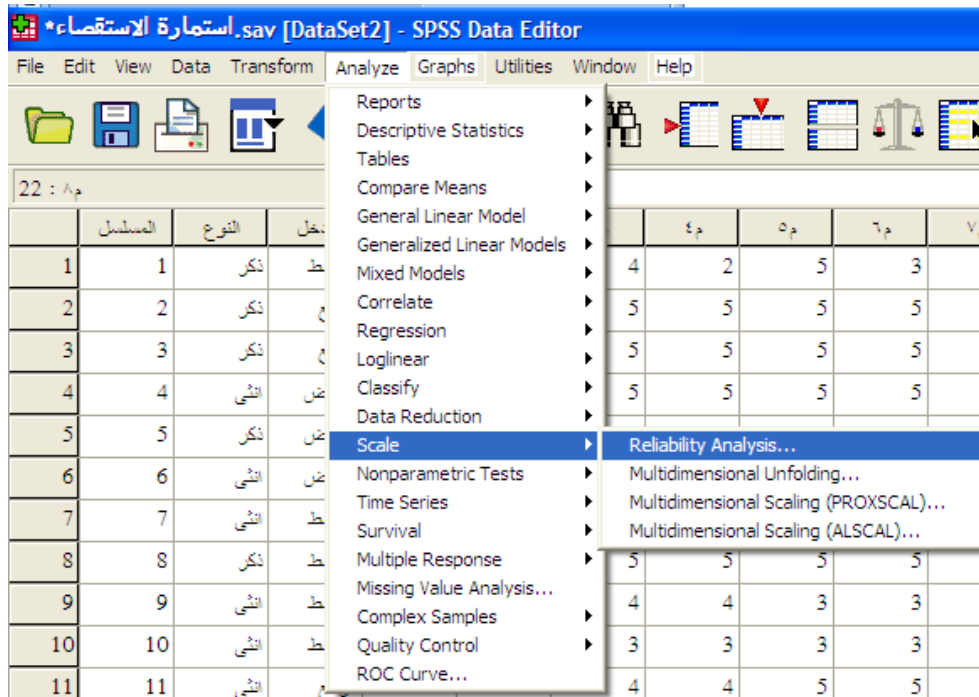 *استمارة الاستقصاء.sav [DataSet2] - SPSS Data Editor
File Edit View Data Transform Analyze Graphs Utilities Window Help
22 : م٨
Reports
Descriptive Statistics
Tables
Compare Means
General Linear Model
Generalized Linear Models
Mixed Models
Correlate
Regression
Loglinear
Classify
Data Reduction
Scale
Nonparametric Tests
Time Series
Survival
Multiple Response
Missing Value Analysis...
Complex Samples
Quality Control
ROC Curve...
Reliability Analysis...
Multidimensional Unfolding...
Multidimensional Scaling (PROXSCAL)...
Multidimensional Scaling (ALSCAL)...
المسلسل النوع م٤ م٥ م٦
1 1 ذكر 4 2 5 3
2 2 ذكر 5 5 5 5
3 3 ذكر 5 5 5 5
4 4 انثى 5 5 5 5
5 5 ذكر
6 6 انثى
7 7 انثى
8 8 ذكر 5 5 5 5
9 9 انثى 4 4 3 3
10 10 انثى 3 3 3 3
11 11 انثى 4 4 5 5